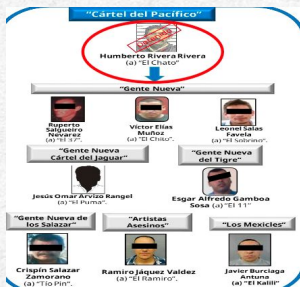 "Cártel del Pacífico"
Humberto Rivera Rivera
(a) "El Chato"
"Gente Nueva"
Ruperto
Salgueiro
Nevarez
(a) "El 37".
Víctor Elías
Muñoz
(a) "El Chito".
Leonel Salas
Favela
(a) "El Sobrino".
"Gente Nueva
Cártel del Jaguar"
Jesús Omar Arvizo Rangel
(a) "El Puma".
"Gente Nueva
del Tigre"
Esgar Alfredo Gamboa
Sosa (a) "El 11"
"Gente Nueva de
los Salazar"
Crispín Salazar
Zamorano
(a) "Tío Pin".
"Artistas
Asesinos"
Ramiro Jáquez Valdez
(a) "El Ramiro".
"Los Mexicles"
Javier Burciaga
Antuna
(a) "El Kalili"